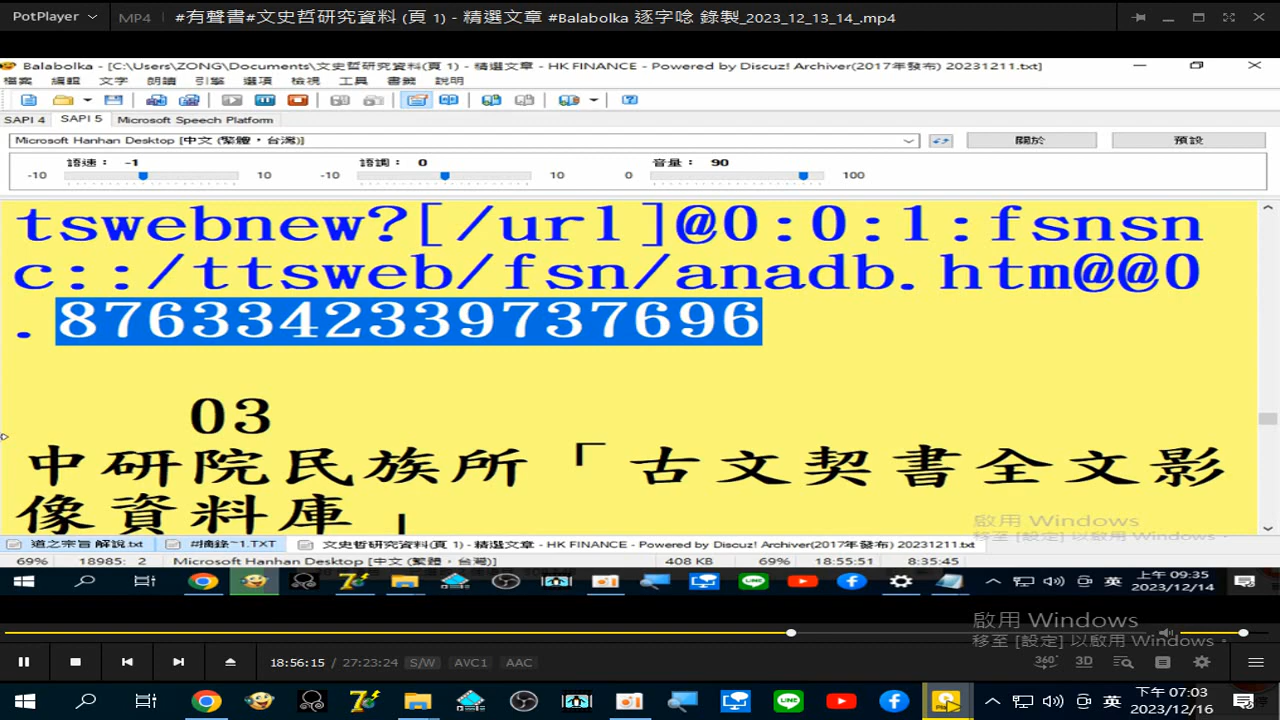 PotPlayer MP4 #有聲書#文史哲研究資料 (頁 1) - 精選文章 #Balabolka 逐字唸 錄製_2023_12_13_14_.mp4
Balabolka - [C:\Users\ZONG\Documents\文史哲研究資料(頁 1) - 精選文章 - HK FINANCE - Powered by Discuz! Archiver(2017年發布) 20231211.txt]
檔案 編輯 文字 朗讀 引擎 選項 檢視 工具 書籤 說明
SAPI 4 SAPI 5 Microsoft Speech Platform
Microsoft Hanhan Desktop [中文 (繁體，台灣)] 關於 預設
語速： -1 語調： 0 音量： 90
-10 10 -10 10 0 100
tswebnew?[/url]@0:0:1:fsnsn
c::/ttsweb/fsn/anadb.htm@@0
.8763342339737696
03
中研院民族所「古文契書全文影
像資料庫」
啟用 Windows
移至 [設定] 以啟用 Windows。
道之宗旨 解說.txt #摘錄~1.TXT 文史哲研究資料(頁 1) - 精選文章 - HK FINANCE - Powered by Discuz! Archiver(2017年發布) 20231211.txt
69% 18985: 2 Microsoft Hanhan Desktop [中文 (繁體，台灣)] 408 KB 69% 18:55:51 8:35:45
英 上午 09:35
2023/12/14
啟用 Windows
移至 [設定] 以啟用 Windows。
18:56:15 / 27:23:24 S/W AVC1 AAC 360° 3D
英 下午 07:03
2023/12/16